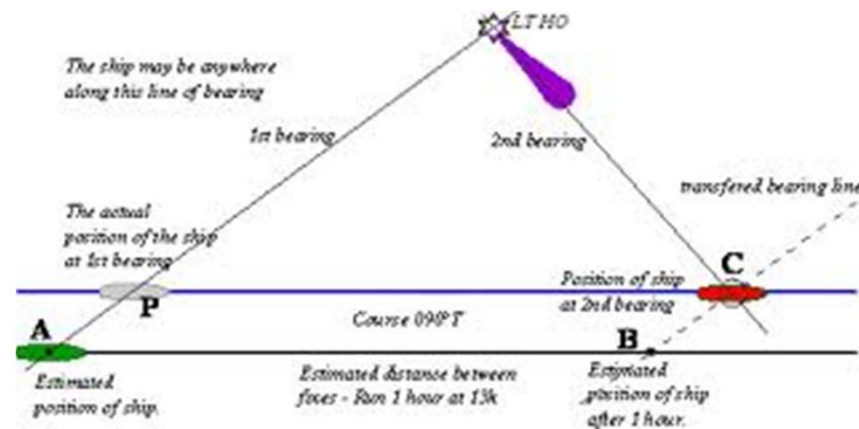 LT HO
The ship may be anywhere
along this line of bearing
1st bearing
2nd bearing
transfered bearing line
The actual
position of the ship
at 1st bearing
P
C
Position of ship
at 2nd bearing
Course 090°T
A
B
Estimated
position of ship.
Estimated distance between
fixes - Run 1 hour at 13k
Estimated
position of ship
after 1 hour.